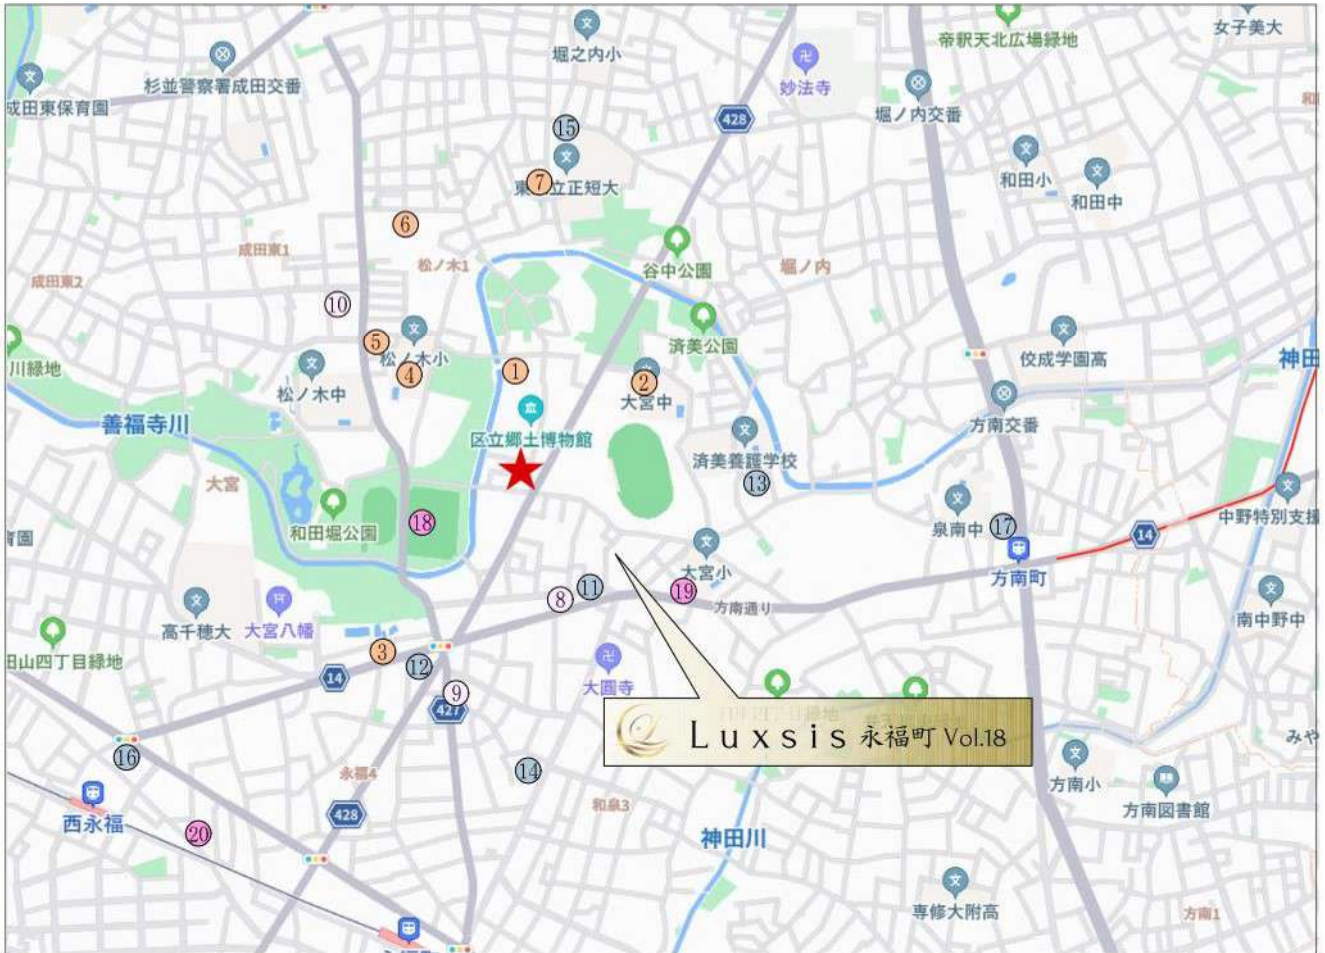 女子美大
帝釈天北広場緑地
堀之内小
杉並警察署成田交番
妙法寺
成田東保育園
堀ノ内交番
428
⑮
和田小
⑦
立正短大
和田中
⑥
成田東1
松ノ木1
谷中公園
堀ノ内
成田東2
⑩
⑤
済美公園
松ノ木小
佼成学園高
川緑地
①
④
②
松ノ木中
大宮中
善福寺川
区立郷土博物館
方南交番
済美養護学校
大宮
⑬
⑱
和田堀公園
泉南中
⑰
中野特別支援
14
大宮小
方南町
⑧
⑪
⑲
方南通り
高千穂大
大宮八幡
南中野中
③
⑫
大圓寺
14
⑨
427
Luxsis 永福町 Vol.18
⑯
永福4
⑭
方南小
和泉3
方南図書館
西永福
428
⑳
神田川
専修大附高
方南1